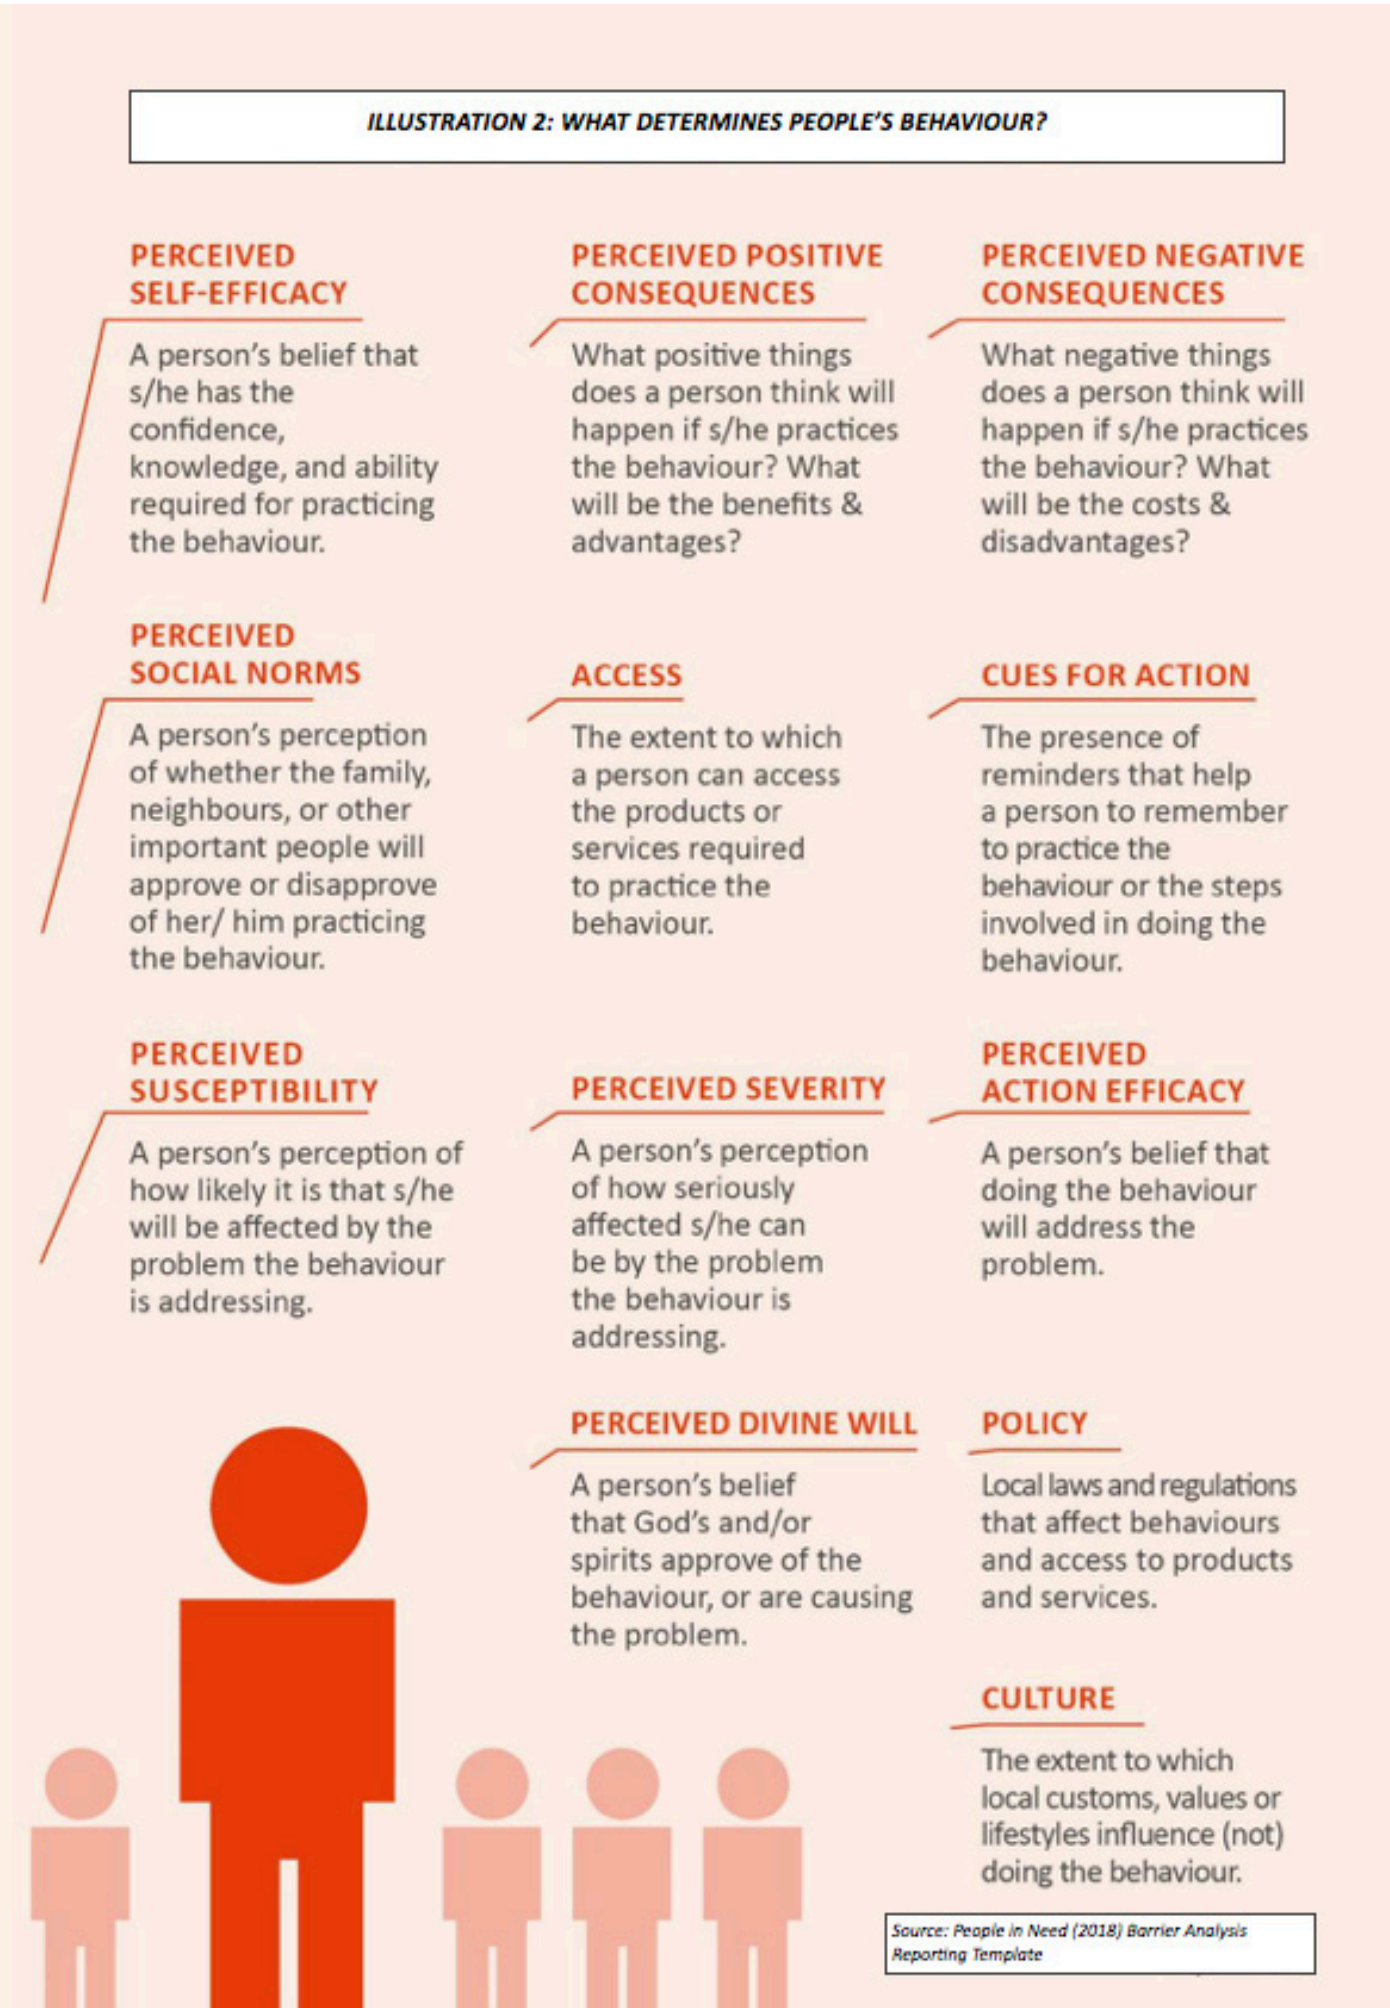 ILLUSTRATION 2: WHAT DETERMINES PEOPLE'S BEHAVIOUR?
PERCEIVED
SELF-EFFICACY
A person's belief that
s/he has the
confidence,
knowledge, and ability
required for practicing
the behaviour.
PERCEIVED POSITIVE
CONSEQUENCES
What positive things
does a person think will
happen if s/he practices
the behaviour? What
will be the benefits &
advantages?
PERCEIVED NEGATIVE
CONSEQUENCES
What negative things
does a person think will
happen if s/he practices
the behaviour? What
will be the costs &
disadvantages?
PERCEIVED
SOCIAL NORMS
A person's perception
of whether the family,
neighbours, or other
important people will
approve or disapprove
of her/ him practicing
the behaviour.
ACCESS
The extent to which
a person can access
the products or
services required
to practice the
behaviour.
CUES FOR ACTION
The presence of
reminders that help
a person to remember
to practice the
behaviour or the steps
involved in doing the
behaviour.
PERCEIVED
SUSCEPTIBILITY
A person's perception of
how likely it is that s/he
will be affected by the
problem the behaviour
is addressing.
PERCEIVED SEVERITY
A person's perception
of how seriously
affected s/he can
be by the problem
the behaviour is
addressing.
PERCEIVED
ACTION EFFICACY
A person's belief that
doing the behaviour
will address the
problem.
PERCEIVED DIVINE WILL
A person's belief
that God's and/or
spirits approve of the
behaviour, or are causing
the problem.
POLICY
Local laws and regulations
that affect behaviours
and access to products
and services.
CULTURE
The extent to which
local customs, values or
lifestyles influence (not)
doing the behaviour.
Source: People in Need (2018) Barrier Analysis
Reporting Template